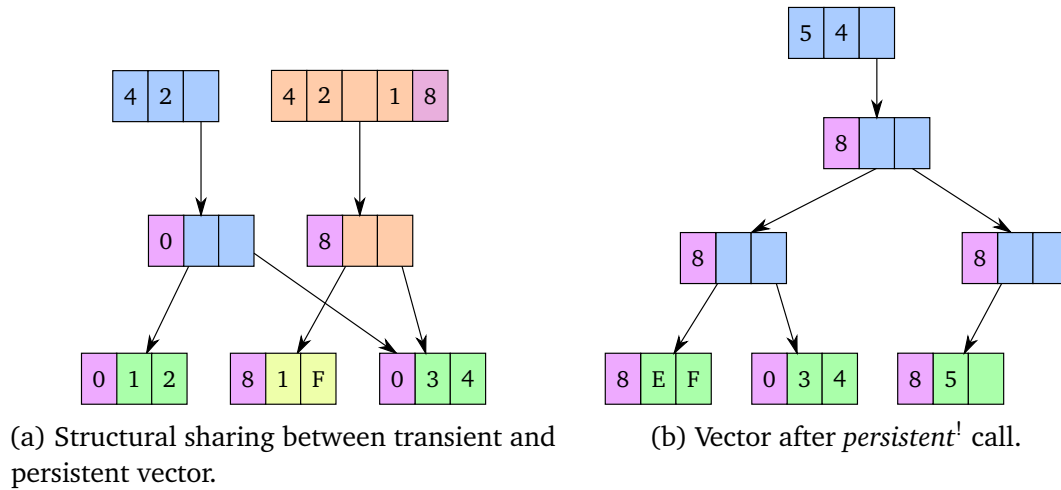 5 4
4 2
4 2 1 8
8
0
8
8
8
0 1 2
8 1 F
0 3 4
8 E F
0 3 4
8 5
(a) Structural sharing between transient and
persistent vector.
(b) Vector after persistent! call.